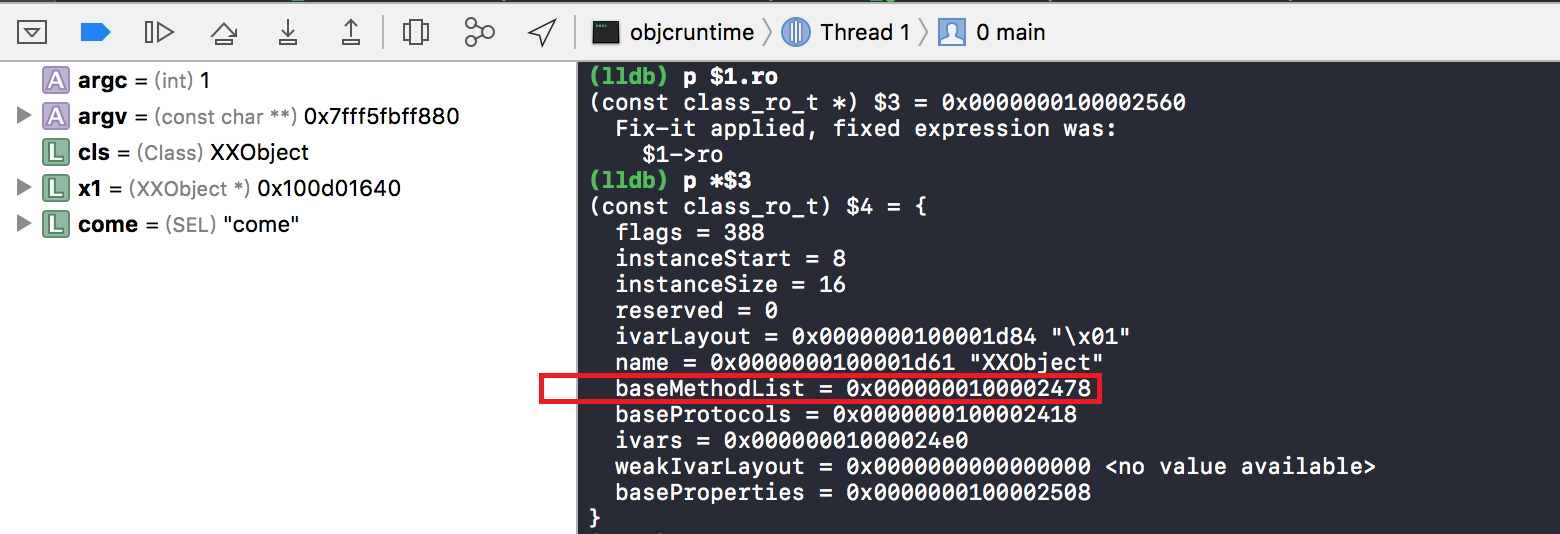 objcruntime 〉 Thread 1 〉 0 main
A argc = (int) 1
A argv = (const char **) 0x7fff5fbff880
L cls = (Class) XXObject
L x1 = (XXObject *) 0x100d01640
L come = (SEL) "come"
(lldb) p $1.ro
(const class_ro_t *) $3 = 0x0000000100002560
  Fix-it applied, fixed expression was:
    $1->ro
(lldb) p *$3
(const class_ro_t) $4 = {
  flags = 388
  instanceStart = 8
  instanceSize = 16
  reserved = 0
  ivarLayout = 0x0000000100001d84 "\x01"
  name = 0x0000000100001d61 "XXObject"
  baseMethodList = 0x0000000100002478
  baseProtocols = 0x0000000100002418
  ivars = 0x00000001000024e0
  weakIvarLayout = 0x0000000000000000 <no value available>
  baseProperties = 0x0000000100002508
}